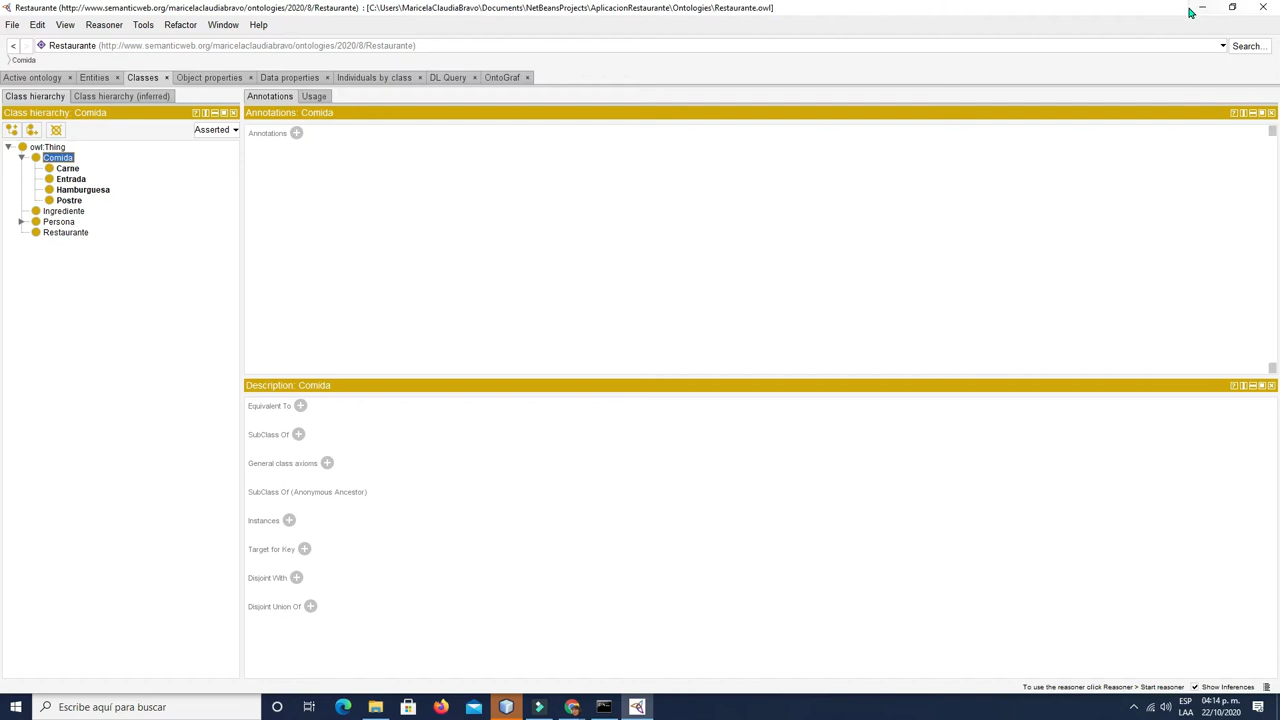 Restaurante (http://www.semanticweb.org/maricelaclaudiabravo/ontologies/2020/8/Restaurante) : [C:\Users\MaricelaClaudiaBravo\Documents\NetBeansProjects\AplicacionRestaurante\Ontologies\Restaurante.owl]
File Edit View Reasoner Tools Refactor Window Help
< > Restaurante (http://www.semanticweb.org/maricelaclaudiabravo/ontologies/2020/8/Restaurante) Search...
Comida
Active ontology × Entities × Classes × Object properties × Data properties × Individuals by class × DL Query × OntoGraf ×
Class hierarchy Class hierarchy (inferred)
Annotations Usage
Class hierarchy: Comida
Asserted
owl:Thing
Comida
Carne
Entrada
Hamburguesa
Postre
Ingrediente
Persona
Restaurante
Annotations: Comida
Annotations
Description: Comida
Equivalent To
SubClass Of
General class axioms
SubClass Of (Anonymous Ancestor)
Instances
Target for Key
Disjoint With
Disjoint Union Of
To use the reasoner click Reasoner > Start reasoner Show Inferences
Escribe aquí para buscar
ESP 04:14 p. m.
LAA 22/10/2020